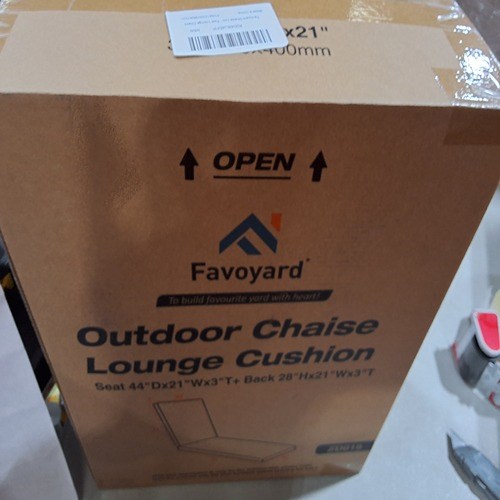 x21"
x400mm
OPEN
Favoyard
To build favourite yard with heart!
Outdoor Chaise
Lounge Cushion
Seat 44"Dx21"Wx3"T+ Back 28"Hx21"Wx3"T